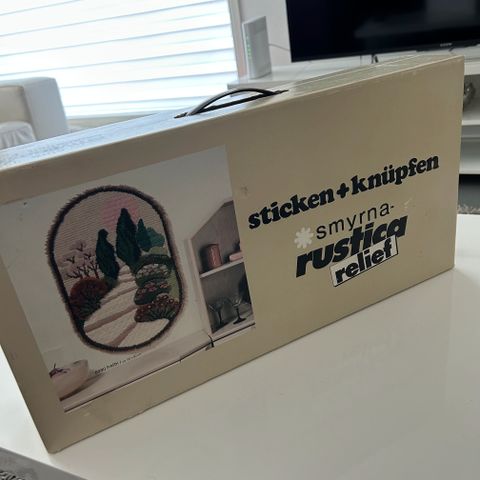 sticken + knüpfen
smyrna-
rustica
relief